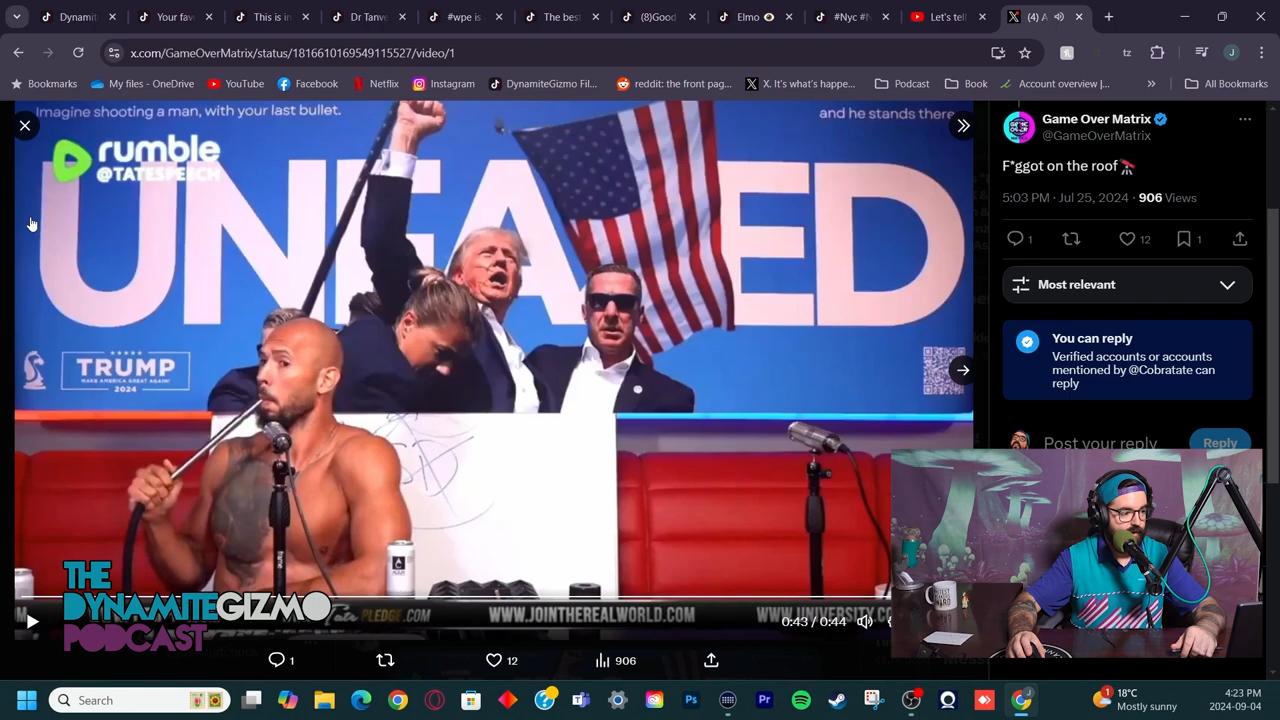 Dynamit
Your fav
This is in
Dr Tanve
#wpe is
The best
(8)Good
Elmo
#Nyc #N
Let's tell
(4) A
x.com/GameOverMatrix/status/1816610169549115527/video/1
Bookmarks
My files - OneDrive
YouTube
Facebook
Netflix
Instagram
DynamiteGizmo Fil...
reddit: the front pag...
X. It's what's happe...
Podcast
Book
Account overview |...
All Bookmarks
Imagine shooting a man, with your last bullet.
and he stands there
rumble
@TATESPEECH
TRUMP
MAKE AMERICA GREAT AGAIN!
2024
Game Over Matrix
@GameOverMatrix
F*ggot on the roof
5:03 PM · Jul 25, 2024 · 906 Views
1
12
1
Most relevant
You can reply
Verified accounts or accounts
mentioned by @Cobratate can
reply
Post your reply
Reply
THE
DYNAMITEGIZMO
PODCAST
PLEDGE.COM
WWW.JOINTHEREALWORLD.COM
0:43 / 0:44
1
12
906
Search
18°C
Mostly sunny
4:23 PM
2024-09-04